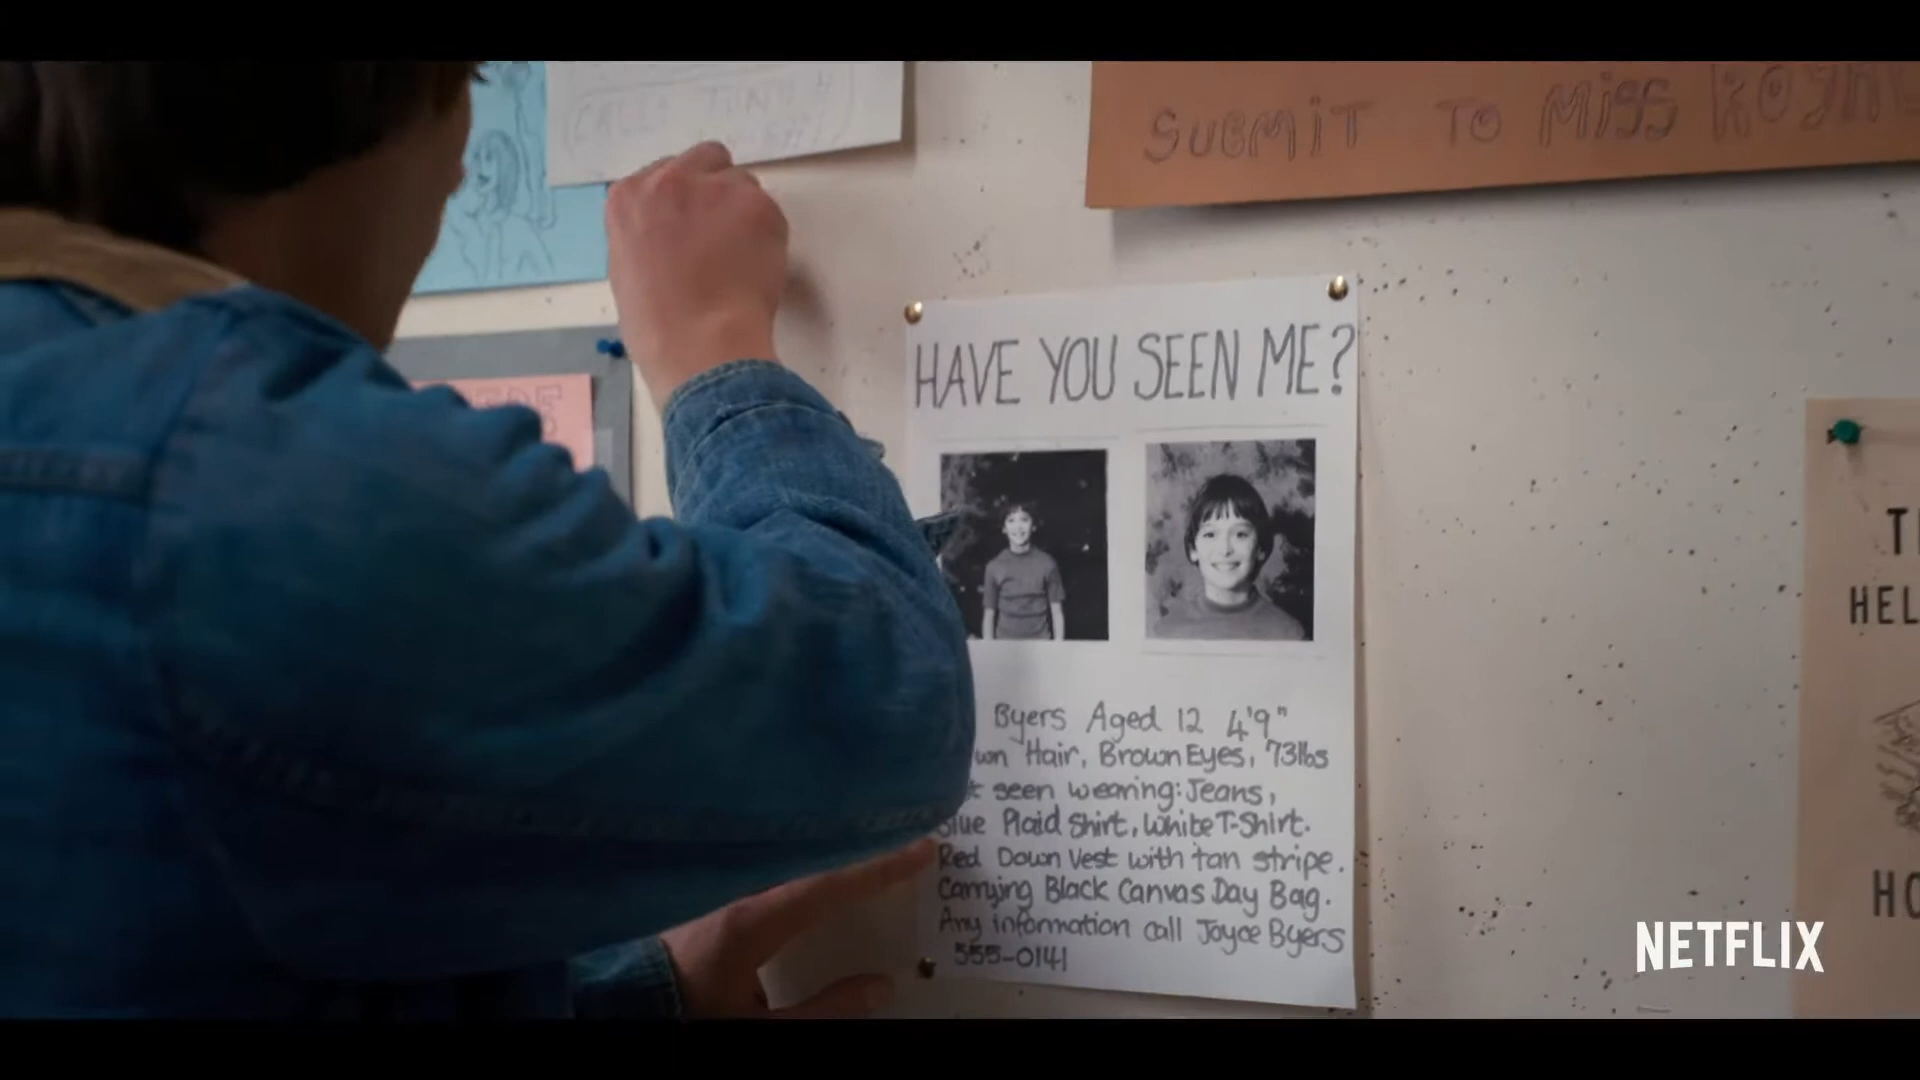 SUBMIT TO MISS
HAVE YOU SEEN ME?
Byers Aged 12 4'9"
Hair, Brown Eyes, 73lbs
seen wearing: Jeans,
Blue Plaid Shirt, White T-Shirt.
Red Down Vest with tan stripe.
Carrying Black Canvas Day Bag.
Any information call Joyce Byers
555-0141
HO
NETFLIX